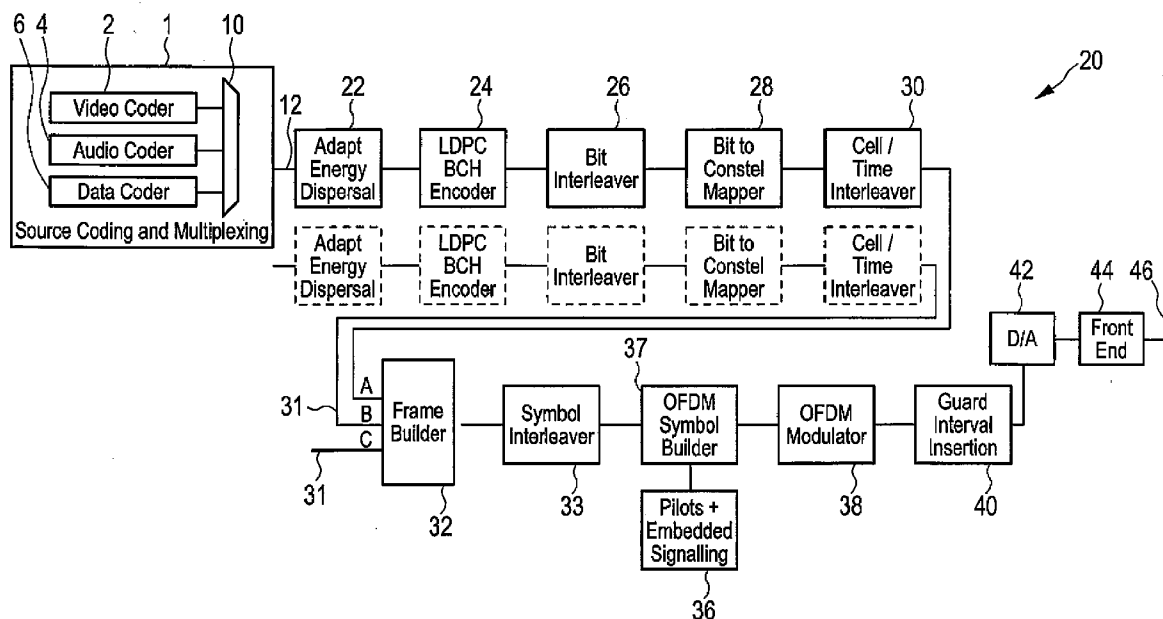 6 4 2 1 10
20
Video Coder
Audio Coder
Data Coder
Source Coding and Multiplexing
12
22
24
26
28
30
Adapt
Energy
Dispersal
LDPC
BCH
Encoder
Bit
Interleaver
Bit to
Constel
Mapper
Cell /
Time
Interleaver
Adapt
Energy
Dispersal
LDPC
BCH
Encoder
Bit
Interleaver
Bit to
Constel
Mapper
Cell /
Time
Interleaver
42
44
46
D/A
Front
End
31
A
B
C
31
Frame
Builder
32
Symbol
Interleaver
33
37
OFDM
Symbol
Builder
Pilots +
Embedded
Signalling
36
OFDM
Modulator
38
Guard
Interval
Insertion
40